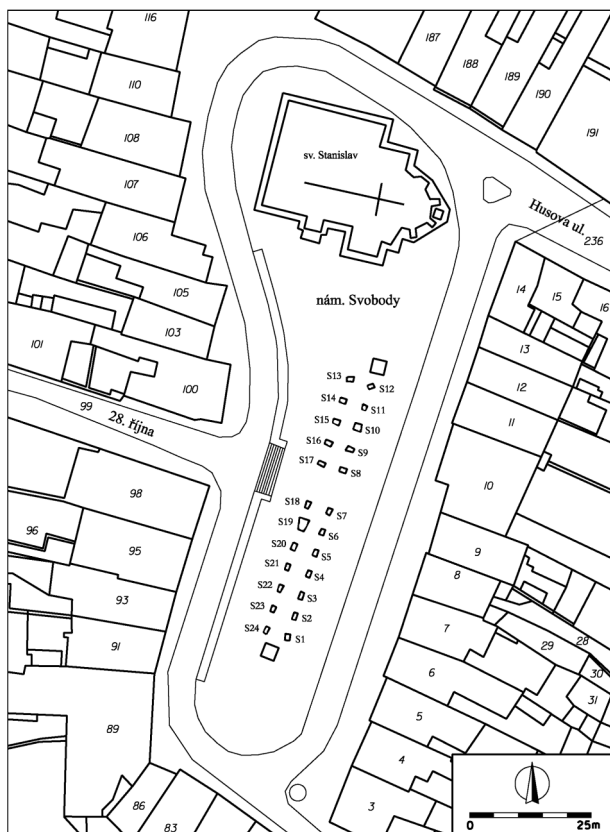 116
187
188
189
190
191
110
108
107
106
105
103
101
100
99
28. října
sv. Stanislav
Husova ul.
236
nám. Svobody
14
15
16
13
12
11
10
9
8
7
6
5
4
3
28
29
30
31
S13
S12
S14
S11
S15
S10
S16
S9
S17
S8
S18
S7
S19
S6
S20
S5
S21
S4
S22
S3
S23
S2
S24
S1
98
96
95
93
91
89
86
83
0
25m